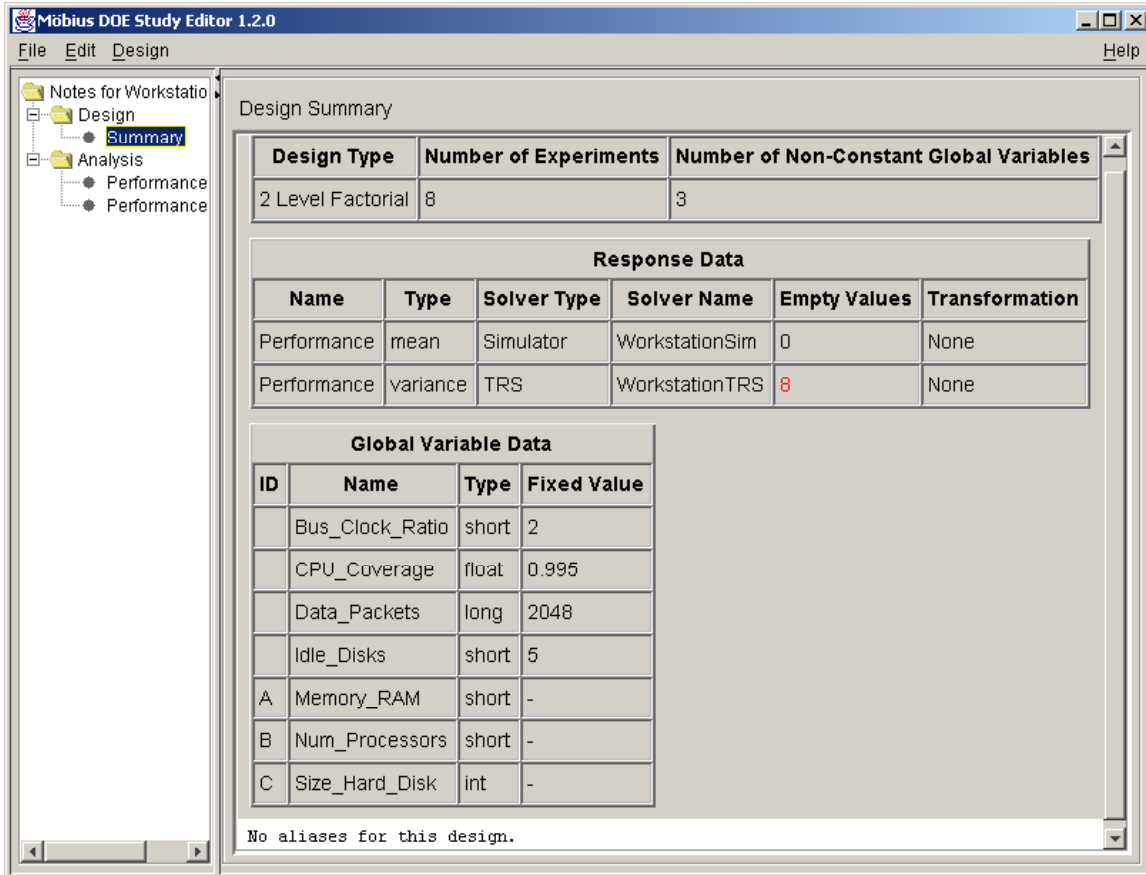 Möbius DOE Study Editor 1.2.0
File Edit Design Help
Notes for Workstatio
Design
Summary
Analysis
Performance
Performance
Design Summary
Design Type Number of Experiments Number of Non-Constant Global Variables
2 Level Factorial 8 3
Response Data
Name Type Solver Type Solver Name Empty Values Transformation
Performance mean Simulator WorkstationSim 0 None
Performance variance TRS WorkstationTRS 8 None
Global Variable Data
ID Name Type Fixed Value
Bus_Clock_Ratio short 2
CPU_Coverage float 0.995
Data_Packets long 2048
Idle_Disks short 5
A Memory_RAM short -
B Num_Processors short -
C Size_Hard_Disk int -
No aliases for this design.